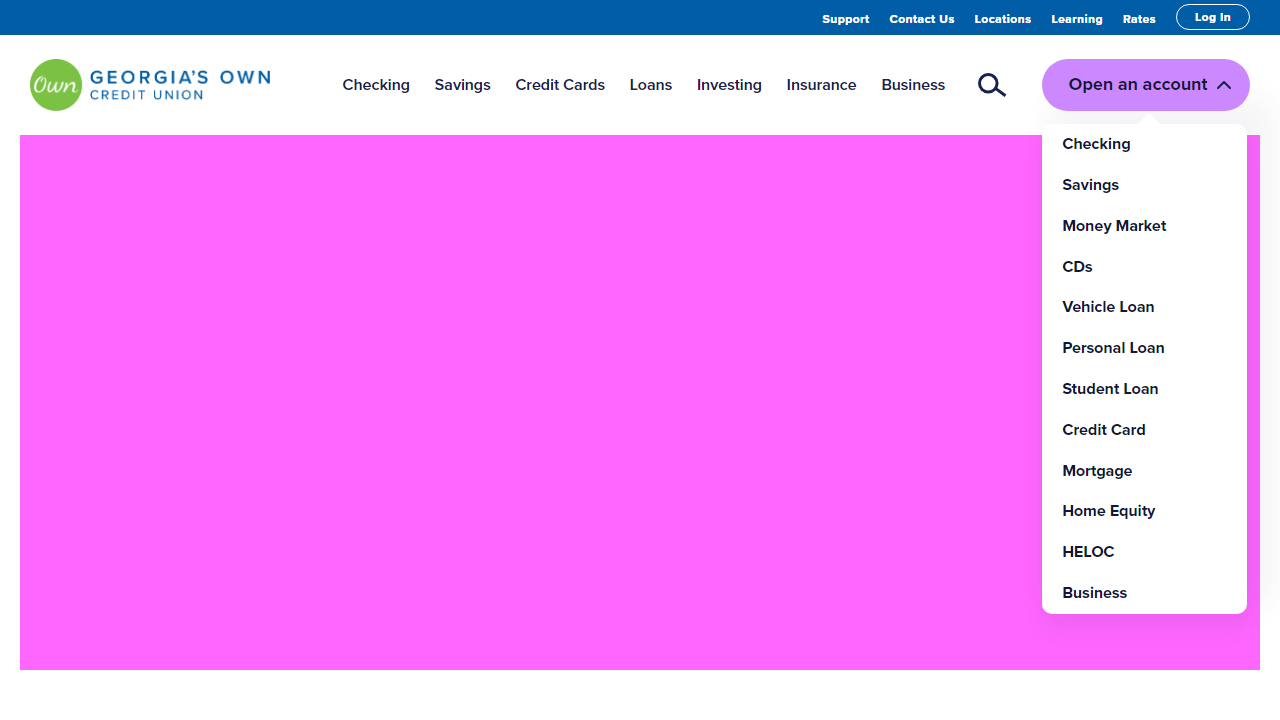 Support Contact Us Locations Learning Rates Log In
Own GEORGIA'S OWN
CREDIT UNION
Checking Savings Credit Cards Loans Investing Insurance Business
Open an account
Checking
Savings
Money Market
CDs
Vehicle Loan
Personal Loan
Student Loan
Credit Card
Mortgage
Home Equity
HELOC
Business